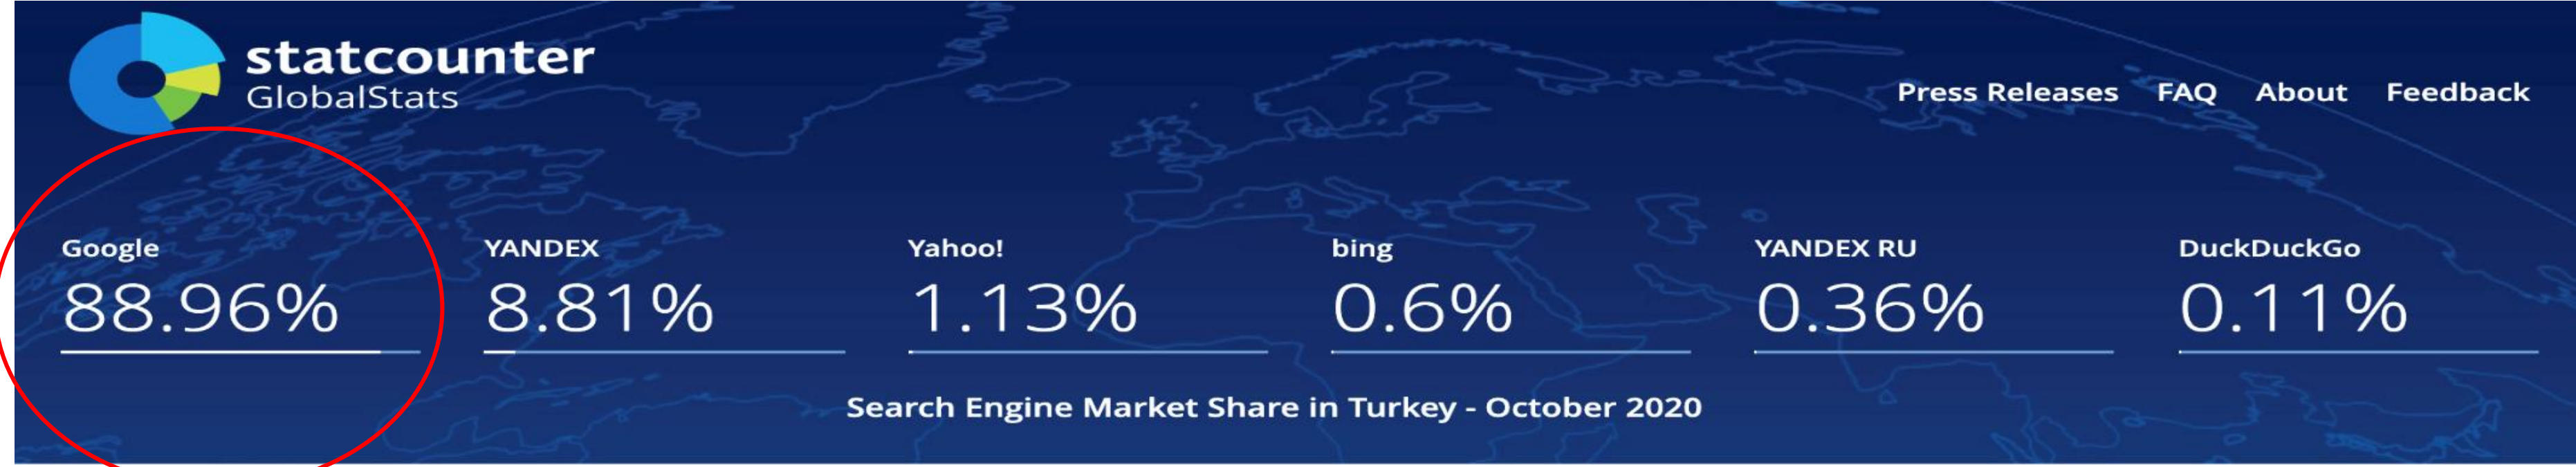 statcounter
GlobalStats
Press Releases FAQ About Feedback
Google
88.96%
YANDEX
8.81%
Yahoo!
1.13%
bing
0.6%
YANDEX RU
0.36%
DuckDuckGo
0.11%
Search Engine Market Share in Turkey - October 2020